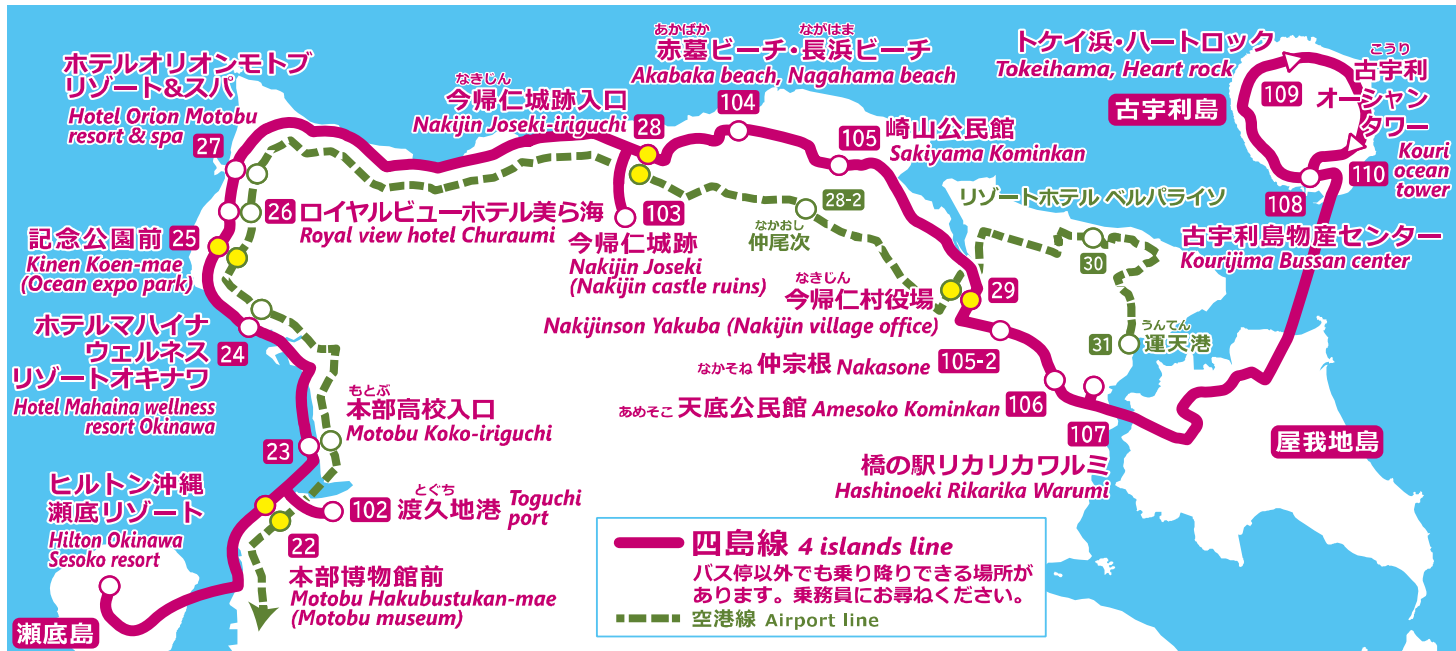 ホテルオリオンモトブ
リゾート&スパ
Hotel Orion Motobu
resort & spa
27
なきじん
今帰仁城跡入口
Nakijin Joseki-iriguchi
28
あかばか ながはま
赤墓ビーチ・長浜ビーチ
Akabaka beach, Nagahama beach
104
105
崎山公民館
Sakiyama Kominkan
トケイ浜・ハートロック
Tokeihama, Heart rock
109
古宇利島
こうり
古宇利
オーシャン
タワー
110
Kouri
ocean
tower
108
古宇利島物産センター
Kourijima Bussan center
26
ロイヤルビューホテル美ら海
Royal view hotel Churaumi
記念公園前
25
Kinen Koen-mae
(Ocean expo park)
103
今帰仁城跡
Nakijin Joseki
(Nakijin castle ruins)
28-2
なかおし
仲尾次
リゾートホテル ベルパライソ
30
31
うんてん
運天港
なきじん
今帰仁村役場
29
Nakijinson Yakuba (Nakijin village office)
ホテルマハイナ
ウェルネス
リゾートオキナワ
24
Hotel Mahaina wellness
resort Okinawa
なかそね 仲宗根 Nakasone
105-2
あめそこ 天底公民館 Amesoko Kominkan
106
107
橋の駅リカリカワルミ
Hashinoeki Rikarika Warumi
屋我地島
もとぶ
本部高校入口
Motobu Koko-iriguchi
23
ヒルトン沖縄
瀬底リゾート
Hilton Okinawa
Sesoko resort
瀬底島
102
とぐち
渡久地港
Toguchi
port
22
本部博物館前
Motobu Hakubustukan-mae
(Motobu museum)
四島線 4 islands line
バス停以外でも乗り降りできる場所が
あります。乗務員にお尋ねください。
空港線 Airport line